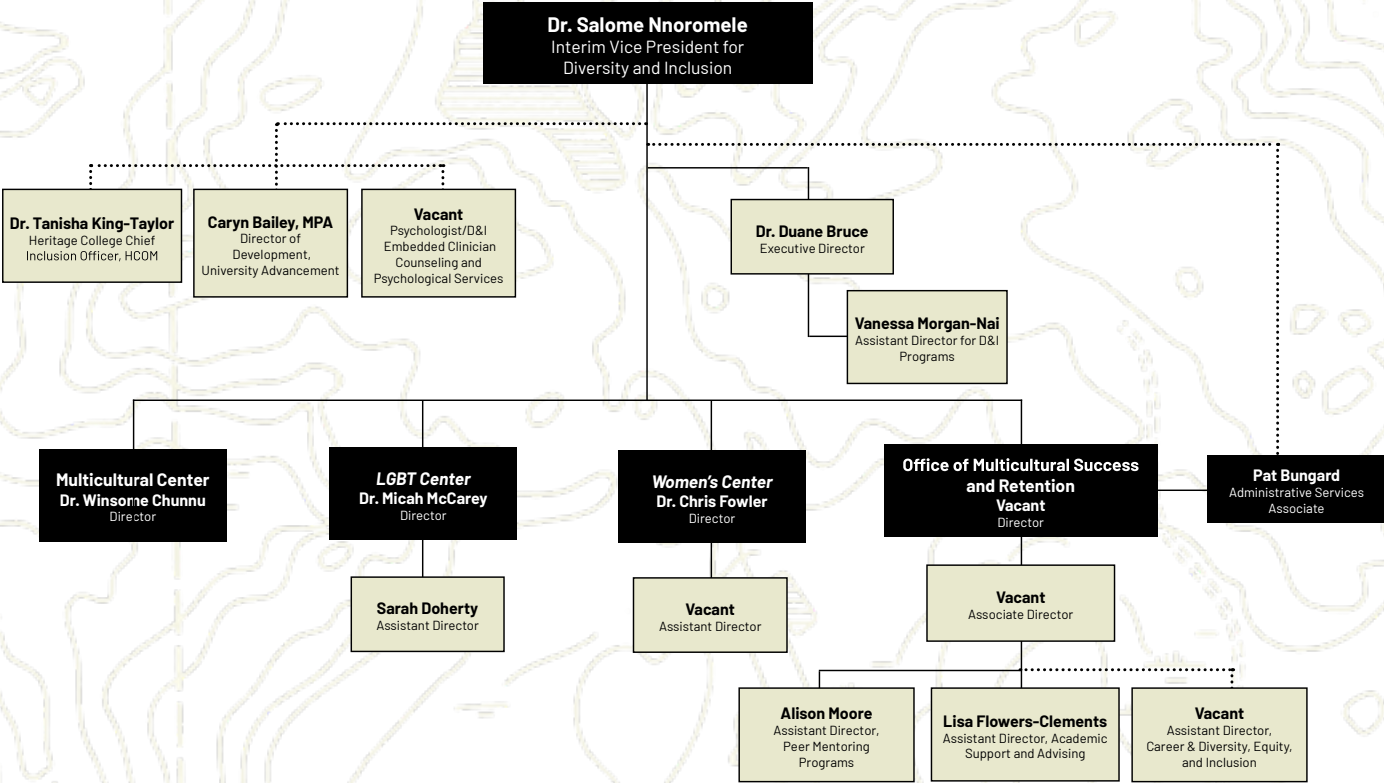 Dr. Salome Nnoromele
Interim Vice President for
Diversity and Inclusion
Dr. Tanisha King-Taylor
Heritage College Chief
Inclusion Officer, HCOM
Caryn Bailey, MPA
Director of
Development,
University Advancement
Vacant
Psychologist/D&I
Embedded Clinician
Counseling and
Psychological Services
Dr. Duane Bruce
Executive Director
Vanessa Morgan-Nai
Assistant Director for D&I
Programs
Multicultural Center
Dr. Winsome Chunnu
Director
LGBT Center
Dr. Micah McCarey
Director
Women's Center
Dr. Chris Fowler
Director
Office of Multicultural Success
and Retention
Vacant
Director
Pat Bungard
Administrative Services
Associate
Sarah Doherty
Assistant Director
Vacant
Assistant Director
Vacant
Associate Director
Alison Moore
Assistant Director,
Peer Mentoring
Programs
Lisa Flowers-Clements
Assistant Director, Academic
Support and Advising
Vacant
Assistant Director,
Career & Diversity, Equity,
and Inclusion